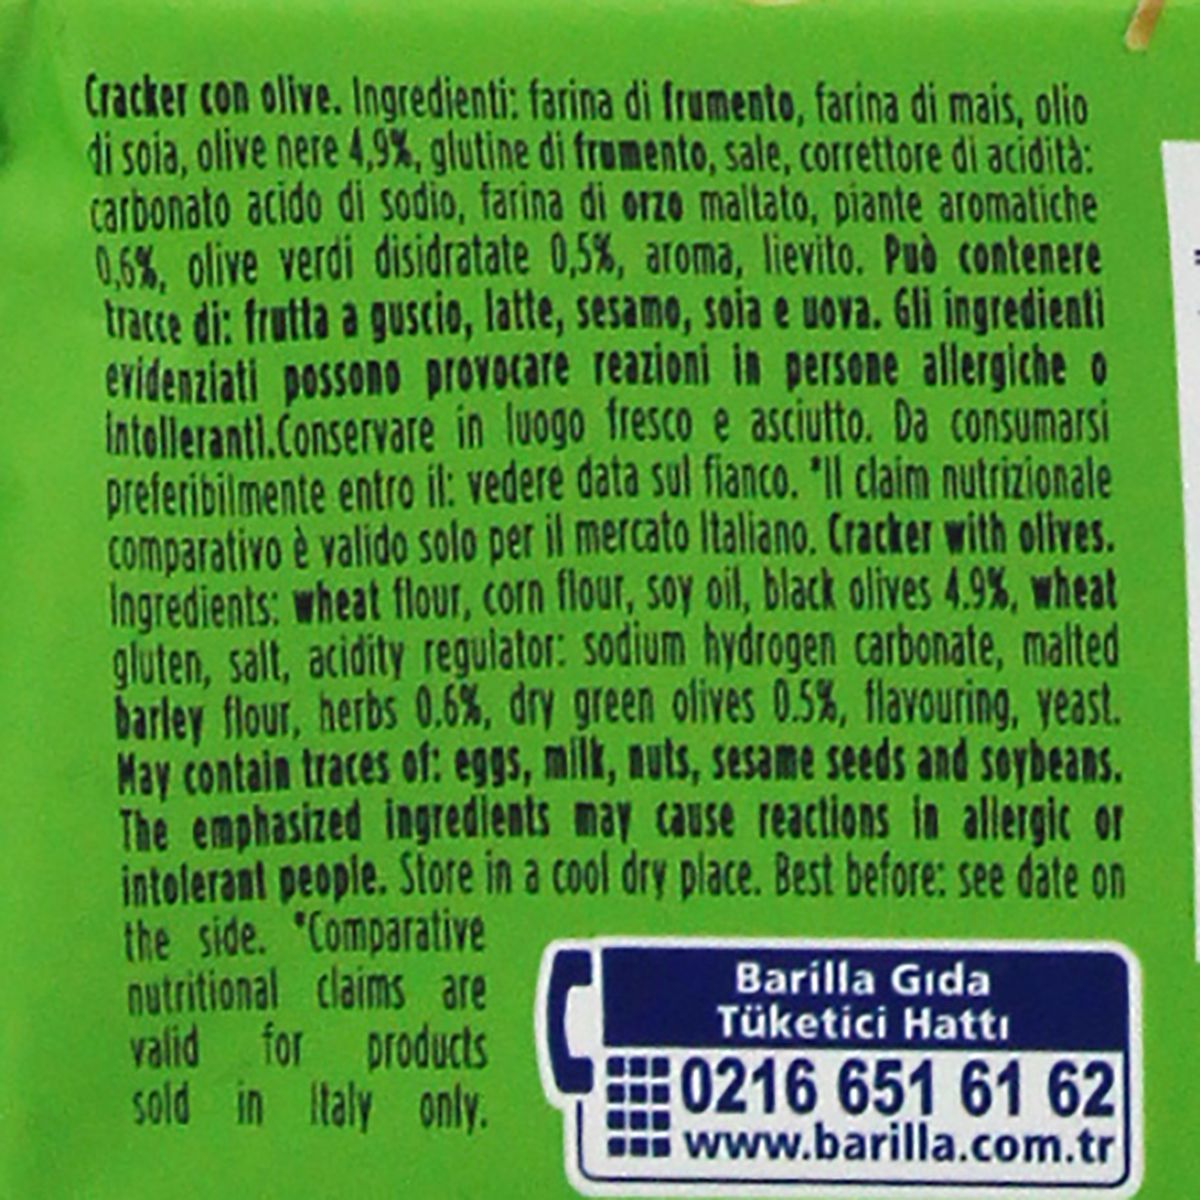 Cracker con olive. Ingredienti: farina di frumento, farina di mais, olio
di soia, olive nere 4,9%, glutine di frumento, sale, correttore di acidità:
carbonato acido di sodio, farina di orzo maltato, piante aromatiche
0,6%, olive verdi disidratate 0,5%, aroma, lievito. Può contenere
tracce di: frutta a guscio, latte, sesamo, soia e uova. Gli ingredienti
evidenziati possono provocare reazioni in persone allergiche o
intolleranti.Conservare in luogo fresco e asciutto. Da consumarsi
preferibilmente entro il: vedere data sul fianco. *Il claim nutrizionale
comparativo è valido solo per il mercato Italiano. Cracker with olives.
Ingredients: wheat flour, corn flour, soy oil, black olives 4.9%, wheat
gluten, salt, acidity regulator: sodium hydrogen carbonate, malted
barley flour, herbs 0.6%, dry green olives 0.5%, flavouring, yeast.
May contain traces of: eggs, milk, nuts, sesame seeds and soybeans.
The emphasized ingredients may cause reactions in allergic or
intolerant people. Store in a cool dry place. Best before: see date on
the side. *Comparative
nutritional claims are
valid for products
sold in Italy only.
Barilla Gıda
Tüketici Hattı
0216 651 61 62
www.barilla.com.tr